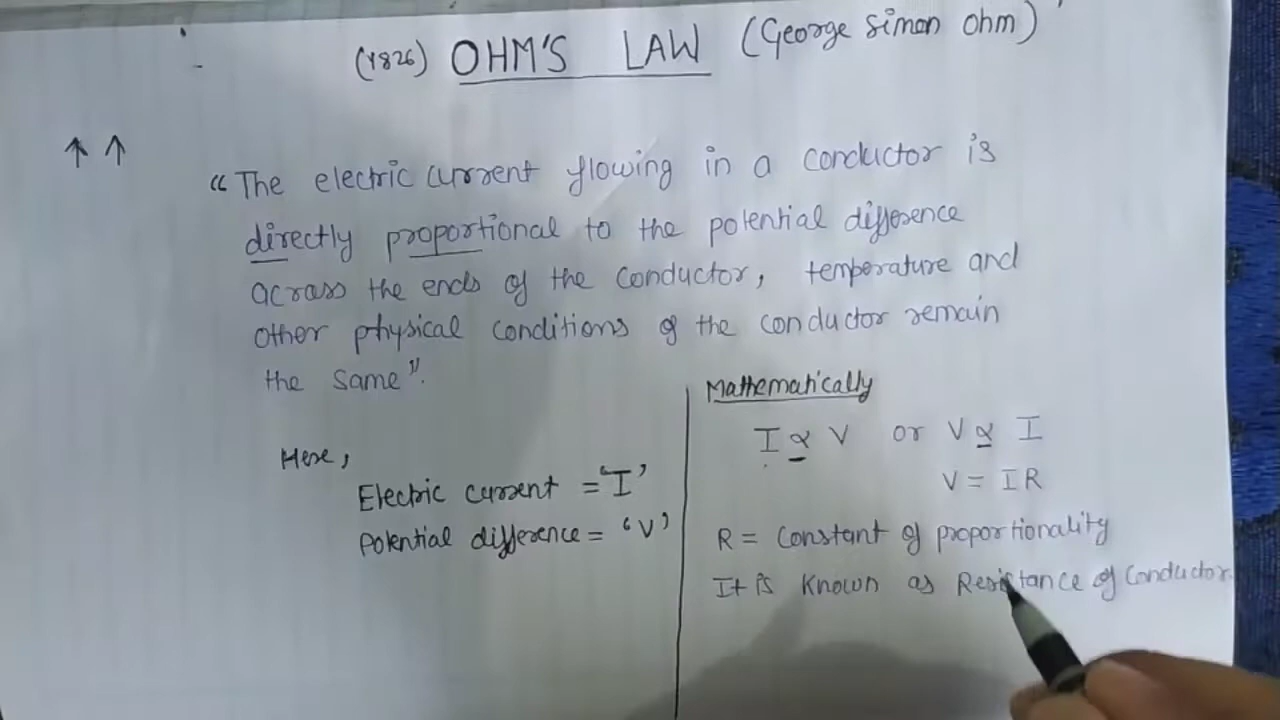 (1826) OHM'S LAW (George Simon Ohm)
↑ ↑
"The electric current flowing in a conductor is
directly proportional to the potential difference
across the ends of the conductor, temperature and
other physical conditions of the conductor remain
the same".
Here,
Electric current = 'I'
Potential difference = 'V'
Mathematically
I ∝ V or V ∝ I
V = IR
R = Constant of proportionality
It is known as Resistance of conductor.